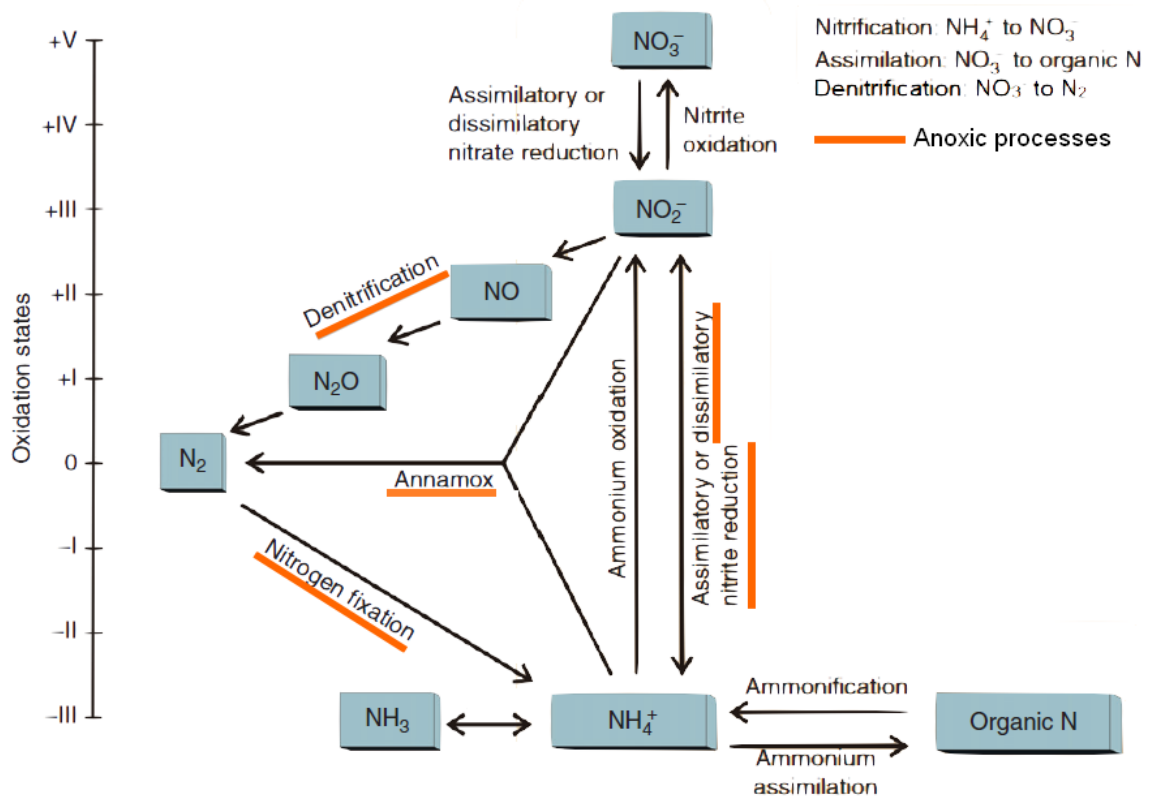 +V
+IV
+III
+II
+I
0
–I
–II
–III
Oxidation states
NO₃⁻
Assimilatory or
dissimilatory
nitrate reduction
Nitrite
oxidation
Nitrification: NH₄⁺ to NO₃⁻
Assimilation: NO₃⁻ to organic N
Denitrification: NO₃ to N₂
Anoxic processes
NO₂⁻
NO
Denitrification
N₂O
N₂
Annamox
Nitrogen fixation
Ammonium oxidation
Assimilatory or dissimilatory
nitrite reduction
NH₃
NH₄⁺
Ammonification
Ammonium
assimilation
Organic N